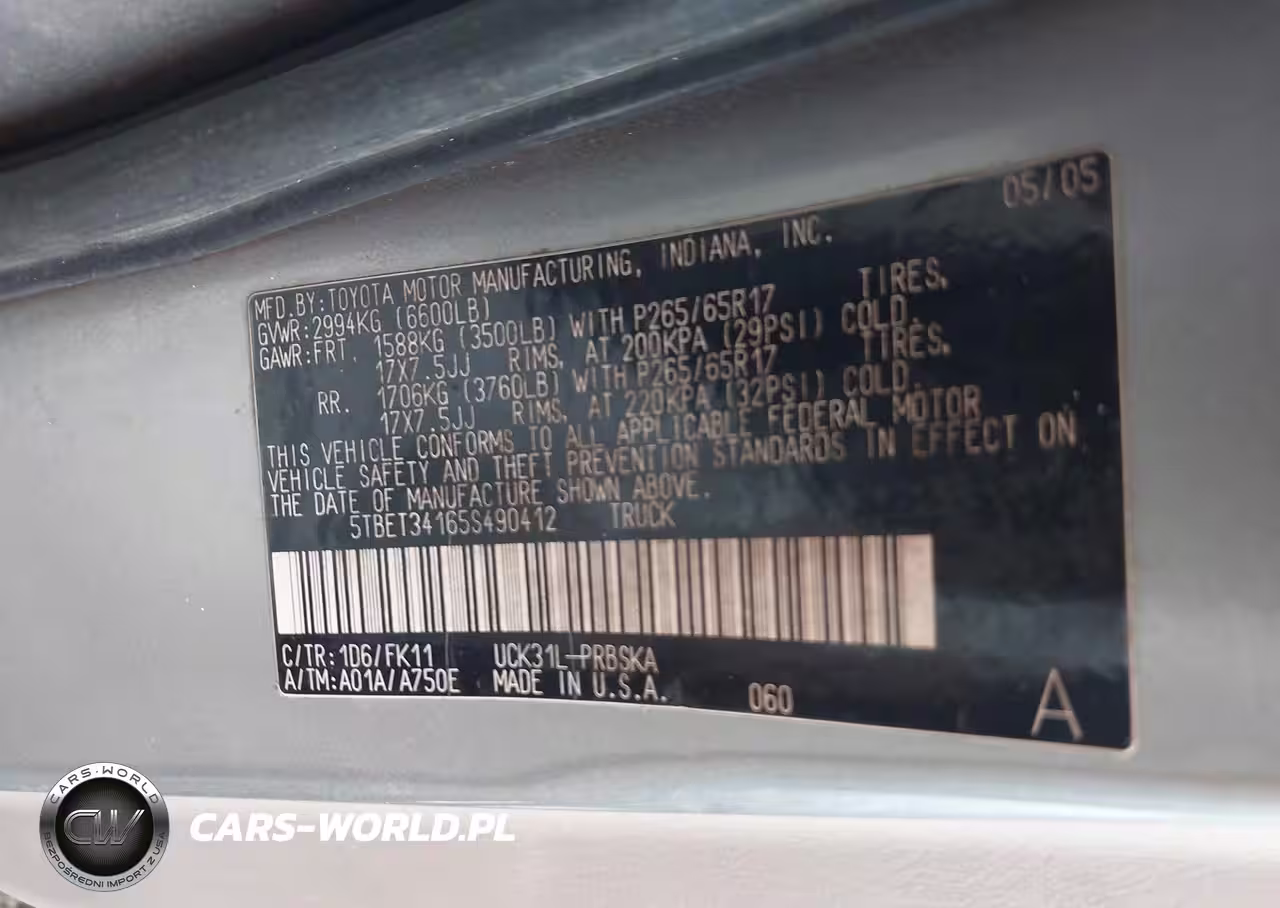 05/05
MFD.BY:TOYOTA MOTOR MANUFACTURING, INDIANA, INC.
GVWR:2994KG (6600LB)
GAWR:FRT. 1588KG (3500LB) WITH P265/65R17 TIRES,
17X7.5JJ RIMS, AT 200KPA (29PSI) COLD.
RR. 1706KG (3760LB) WITH P265/65R17 TIRES,
17X7.5JJ RIMS, AT 220KPA (32PSI) COLD.
THIS VEHICLE CONFORMS TO ALL APPLICABLE FEDERAL MOTOR
VEHICLE SAFETY AND THEFT PREVENTION STANDARDS IN EFFECT ON
THE DATE OF MANUFACTURE SHOWN ABOVE.
5TBET34165S490412 TRUCK
C/TR:1D6/FK11 UCK31L-PRBSKA
A/TM:A01A/A750E MADE IN U.S.A. 060
A
CARS-WORLD
CW
BEZPOŚREDNI IMPORT Z USA
CARS-WORLD.PL